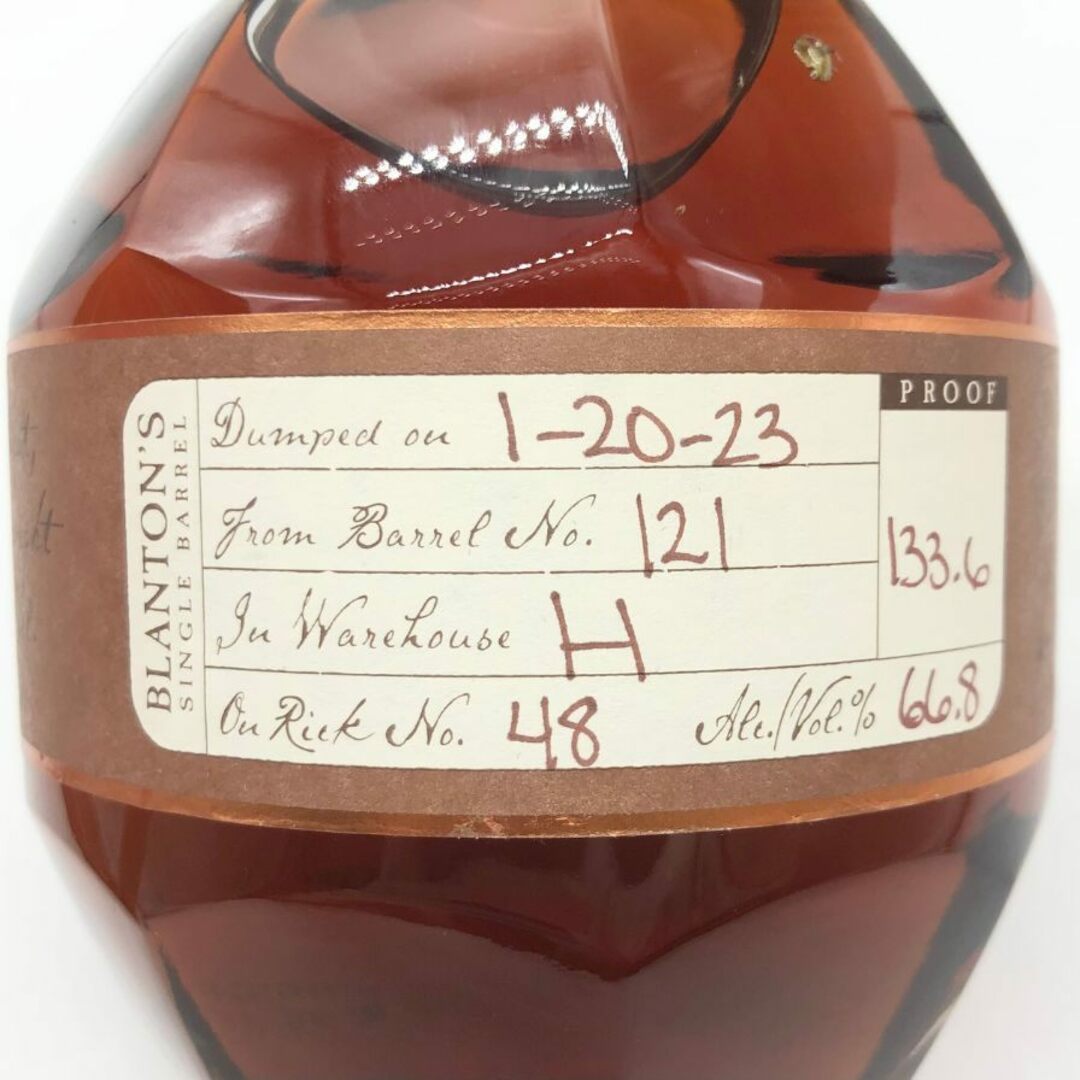 BLANTON'S
SINGLE BARREL
Dumped on 1-20-23
From Barrel No. 121
In Warehouse H
On Rick No. 48
Alc./Vol.% 66.8
PROOF
133.6